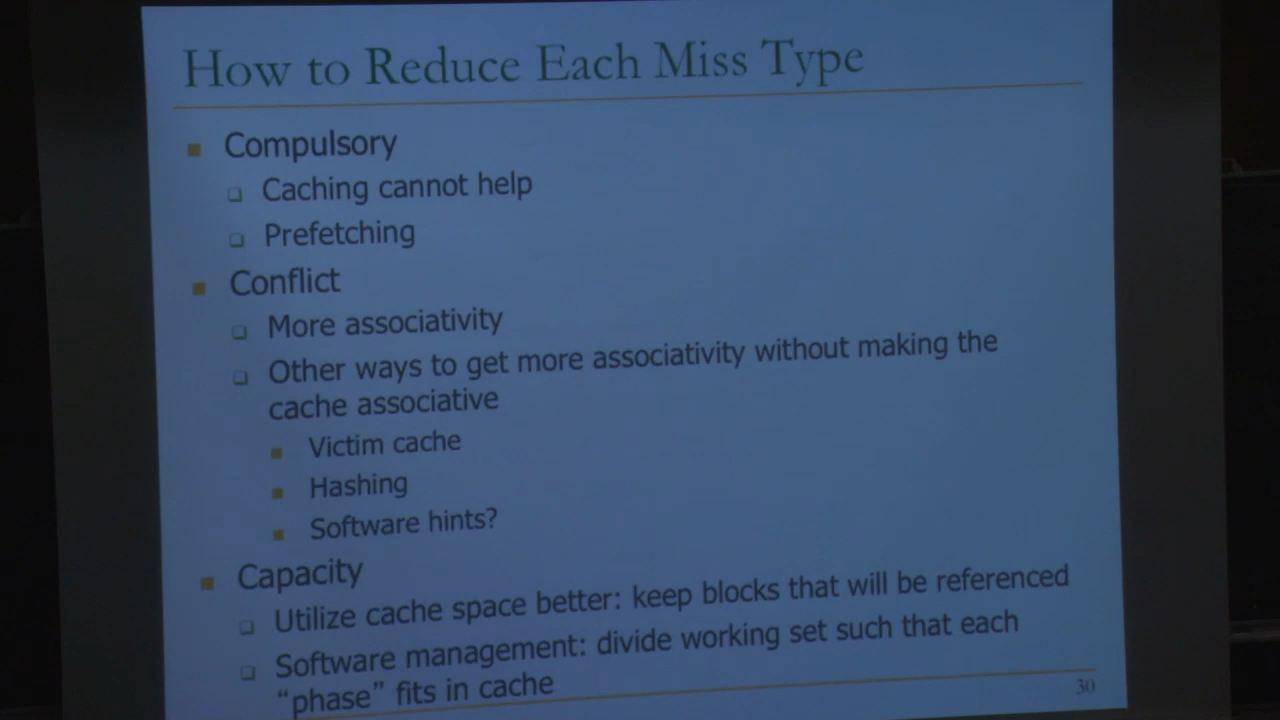 How to Reduce Each Miss Type
Compulsory
Caching cannot help
Prefetching
Conflict
More associativity
Other ways to get more associativity without making the
cache associative
Victim cache
Hashing
Software hints?
Capacity
Utilize cache space better: keep blocks that will be referenced
Software management: divide working set such that each
“phase” fits in cache
30